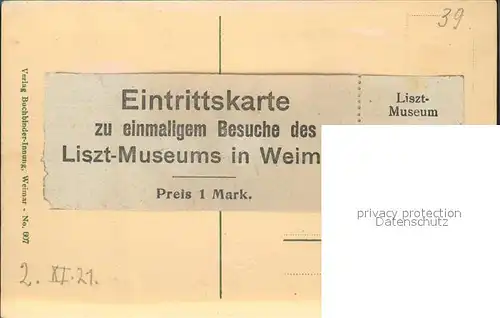 39
Eintrittskarte
zu einmaligem Besuche des
Liszt-Museums in Weim
Preis 1 Mark.
Liszt-
Museum
privacy protection
Datenschutz
Verlag Buchbinder-Innung, Weimar - No. 607
2. XI. 21.